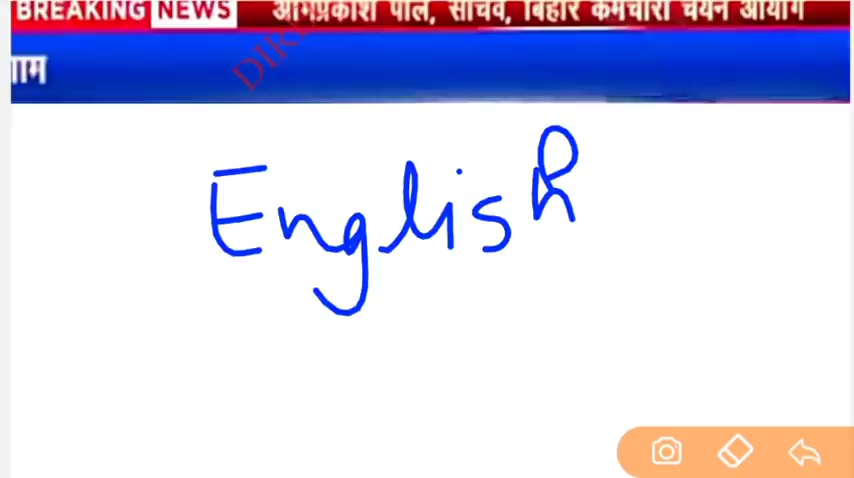 BREAKING NEWS ओमप्रकाश पाल, सचिव, बिहार कर्मचारी चयन आयोग
English